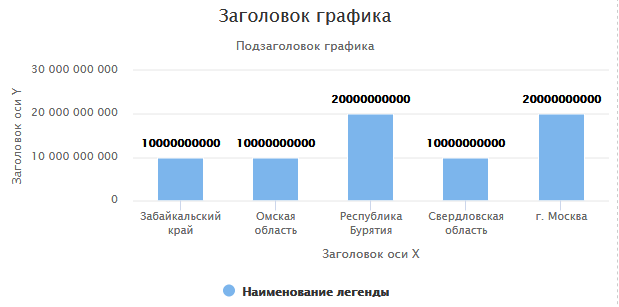 Заголовок графика
Подзаголовок графика
Заголовок оси Y
30 000 000 000
20 000 000 000
10 000 000 000
0
10000000000
10000000000
20000000000
10000000000
20000000000
Забайкальский
край
Омская
область
Республика
Бурятия
Свердловская
область
г. Москва
Заголовок оси X
Наименование легенды